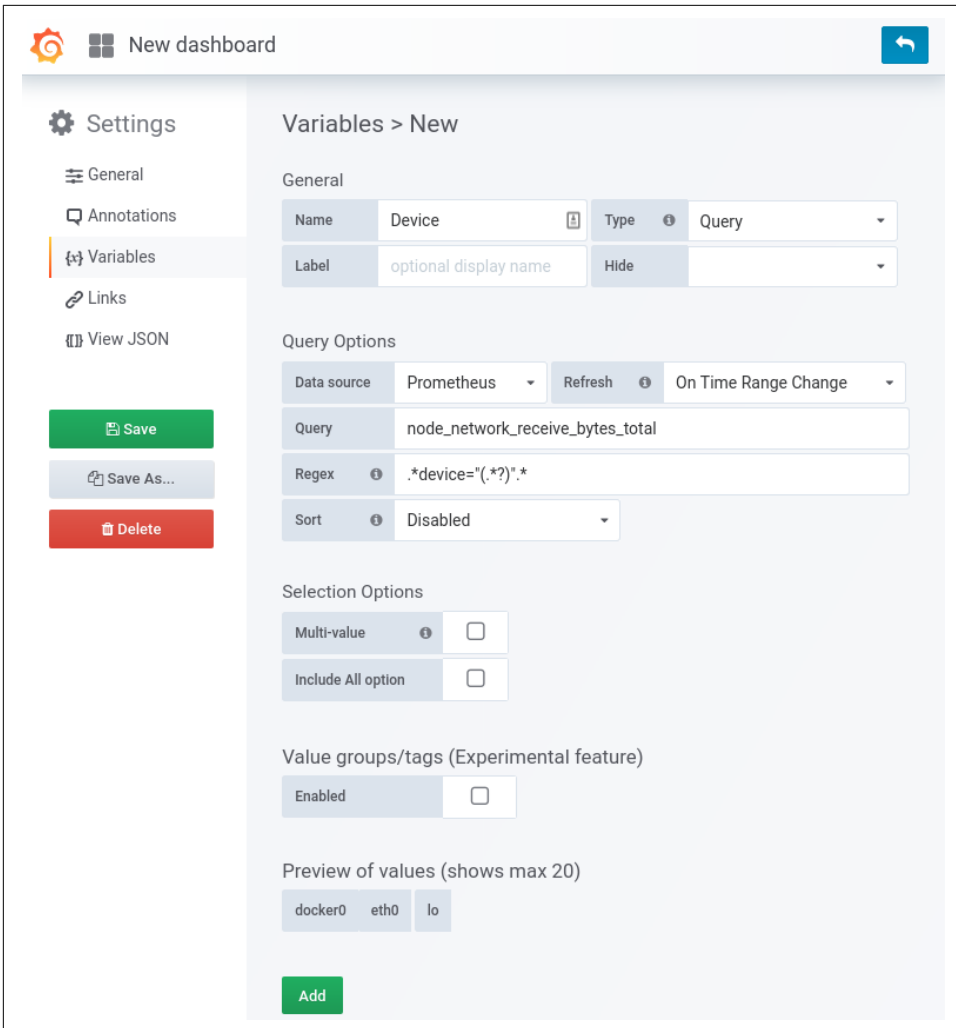 New dashboard
Settings
General
Annotations
{x} Variables
Links
{[]} View JSON
Save
Save As...
Delete
Variables > New
General
Name Device Type Query
Label optional display name Hide
Query Options
Data source Prometheus Refresh On Time Range Change
Query node_network_receive_bytes_total
Regex .*device="(.*?)".*
Sort Disabled
Selection Options
Multi-value
Include All option
Value groups/tags (Experimental feature)
Enabled
Preview of values (shows max 20)
docker0 eth0 lo
Add